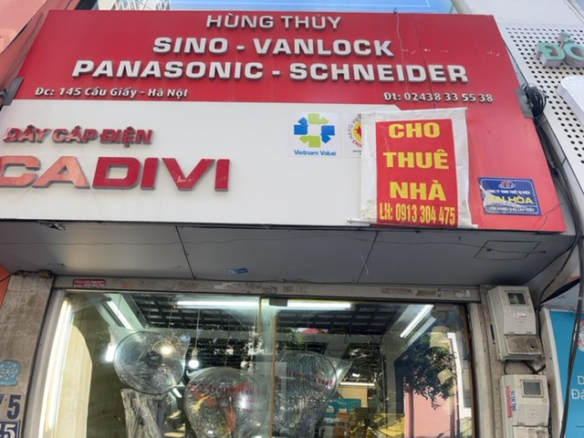 HÙNG THỦY
SINO - VANLOCK
PANASONIC - SCHNEIDER
Đc: 145 Cầu Giấy - Hà Nội
Đt: 02438 33 55 38
DÂY CÁP ĐIỆN
CADIVI
Vietnam Value
CHO
THUÊ
NHÀ
LH: 0913 304 475